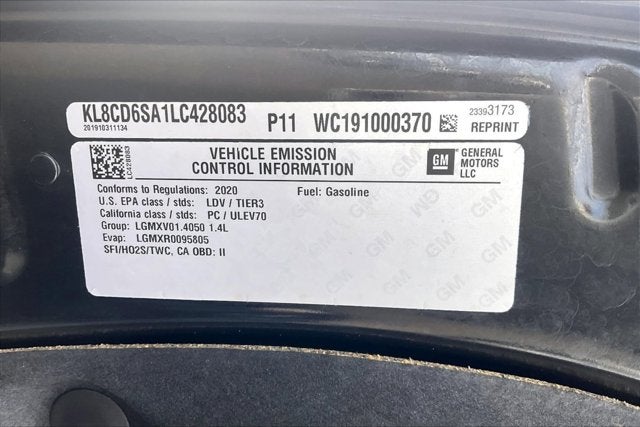 KL8CD6SA1LC428083 P11 WC191000370 23393173
201910311134 REPRINT
LC428083
VEHICLE EMISSION
CONTROL INFORMATION
GM GENERAL
MOTORS
LLC
Conforms to Regulations: 2020 Fuel: Gasoline
U.S. EPA class / stds: LDV / TIER3
California class / stds: PC / ULEV70
Group: LGMXV01.4050 1.4L
Evap: LGMXR0095805
SFI/HO2S/TWC, CA OBD: II